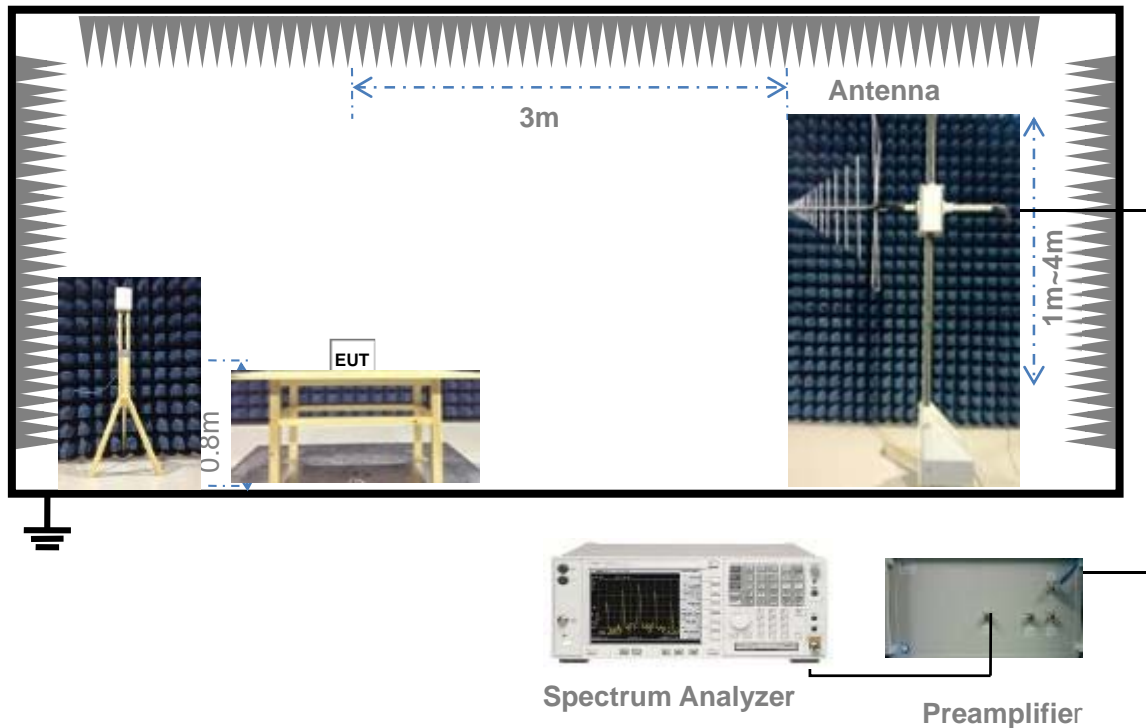 Antenna
3m
1m~4m
EUT
0.8m
Spectrum Analyzer
Preamplifier